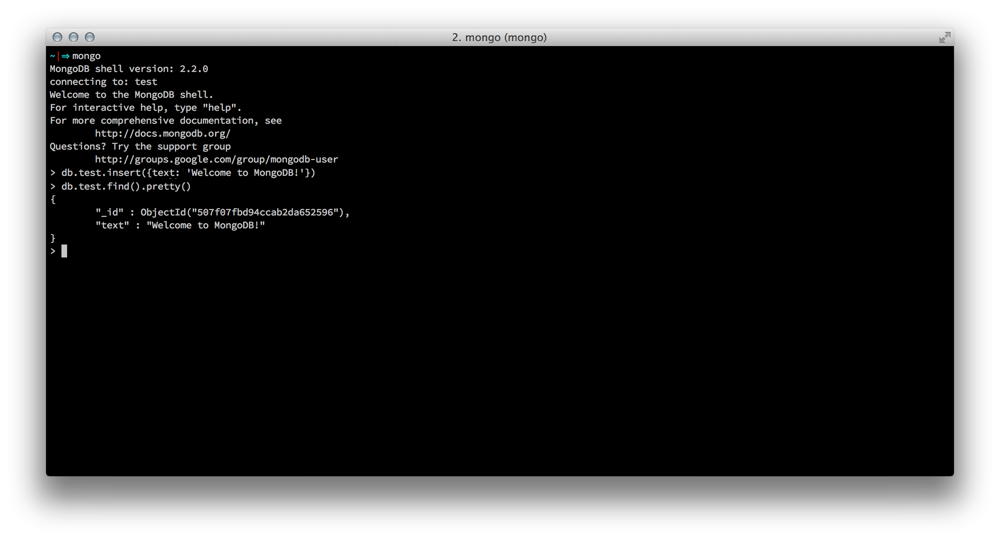 2. mongo (mongo)
~|⇒ mongo
MongoDB shell version: 2.2.0
connecting to: test
Welcome to the MongoDB shell.
For interactive help, type "help".
For more comprehensive documentation, see
http://docs.mongodb.org/
Questions? Try the support group
http://groups.google.com/group/mongodb-user
> db.test.insert({text: 'Welcome to MongoDB!'})
> db.test.find().pretty()
{
"_id" : ObjectId("507f07fbd94ccab2da652596"),
"text" : "Welcome to MongoDB!"
}
>